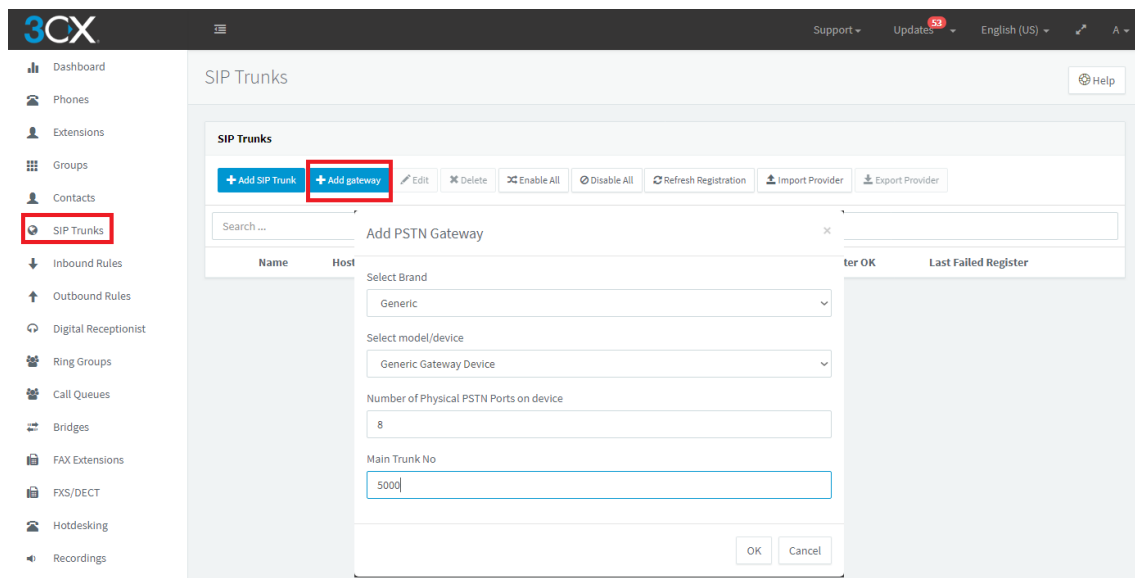 3CX
Support
Updates 53
English (US)
A
Dashboard
Phones
Extensions
Groups
Contacts
SIP Trunks
Inbound Rules
Outbound Rules
Digital Receptionist
Ring Groups
Call Queues
Bridges
FAX Extensions
FXS/DECT
Hotdesking
Recordings
SIP Trunks
Help
SIP Trunks
+ Add SIP Trunk
+ Add gateway
Edit
Delete
Enable All
Disable All
Refresh Registration
Import Provider
Export Provider
Search ...
Name
Host
ter OK
Last Failed Register
Add PSTN Gateway
×
Select Brand
Generic
Select model/device
Generic Gateway Device
Number of Physical PSTN Ports on device
8
Main Trunk No
5000
OK
Cancel